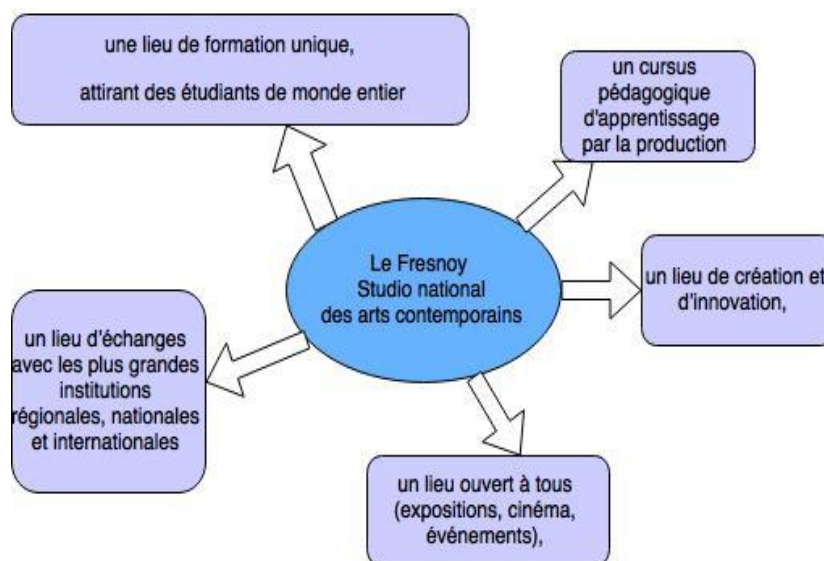 une lieu de formation unique,
attirant des étudiants de monde entier
un cursus
pédagogique
d'apprentissage
par la production
Le Fresnoy
Studio national
des arts contemporains
un lieu de création et
d'innovation,
un lieu d'échanges
avec les plus grandes
institutions
régionales, nationales
et internationales
un lieu ouvert à tous
(expositions, cinéma,
événements),